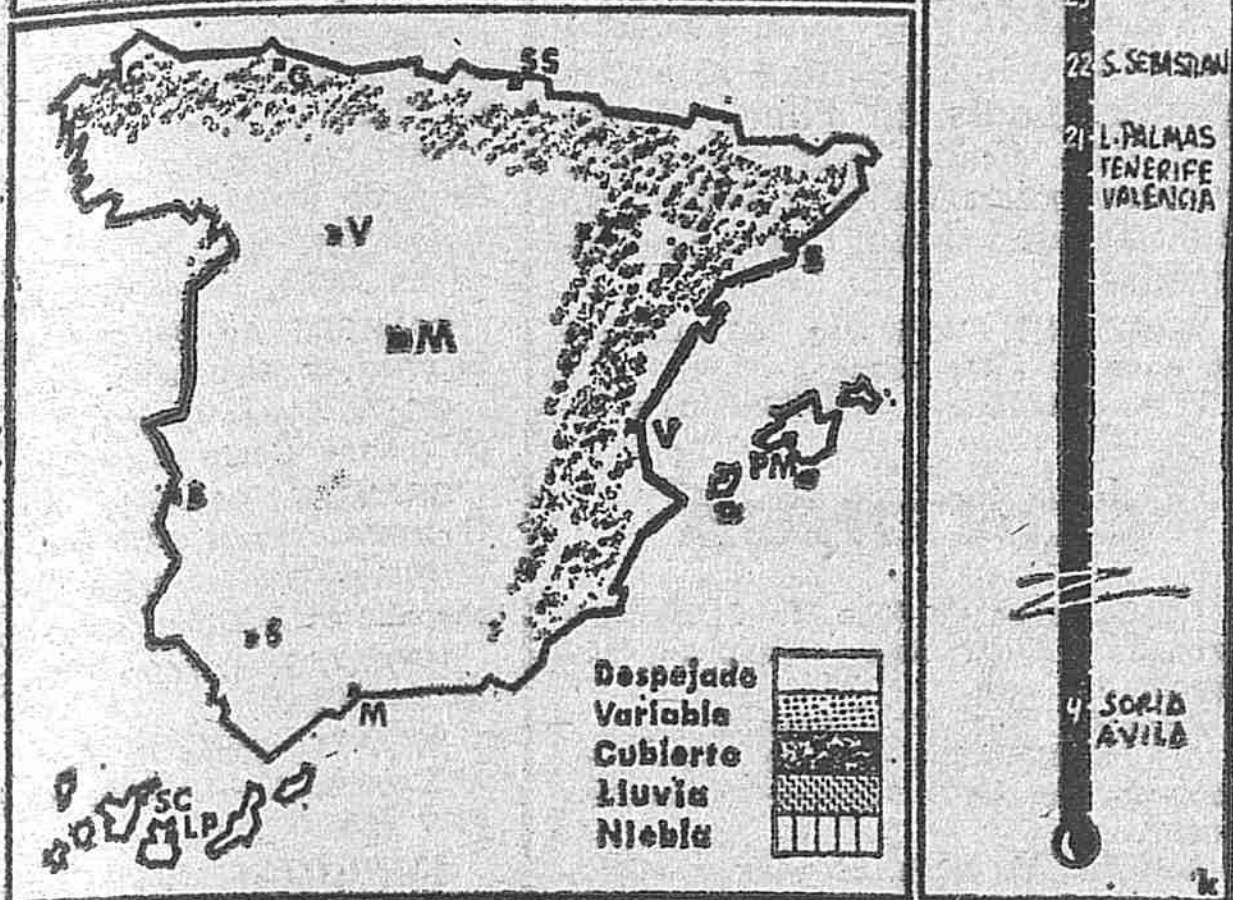 SS
C
G
V
M
B
V
PM
B
S
M
SC
LP
Despejado
Variable
Cubierto
Lluvia
Niebla
22 S. SEBASTIAN
21 L. PALMAS
TENERIFE
VALENCIA
4 SORIA
AVILA